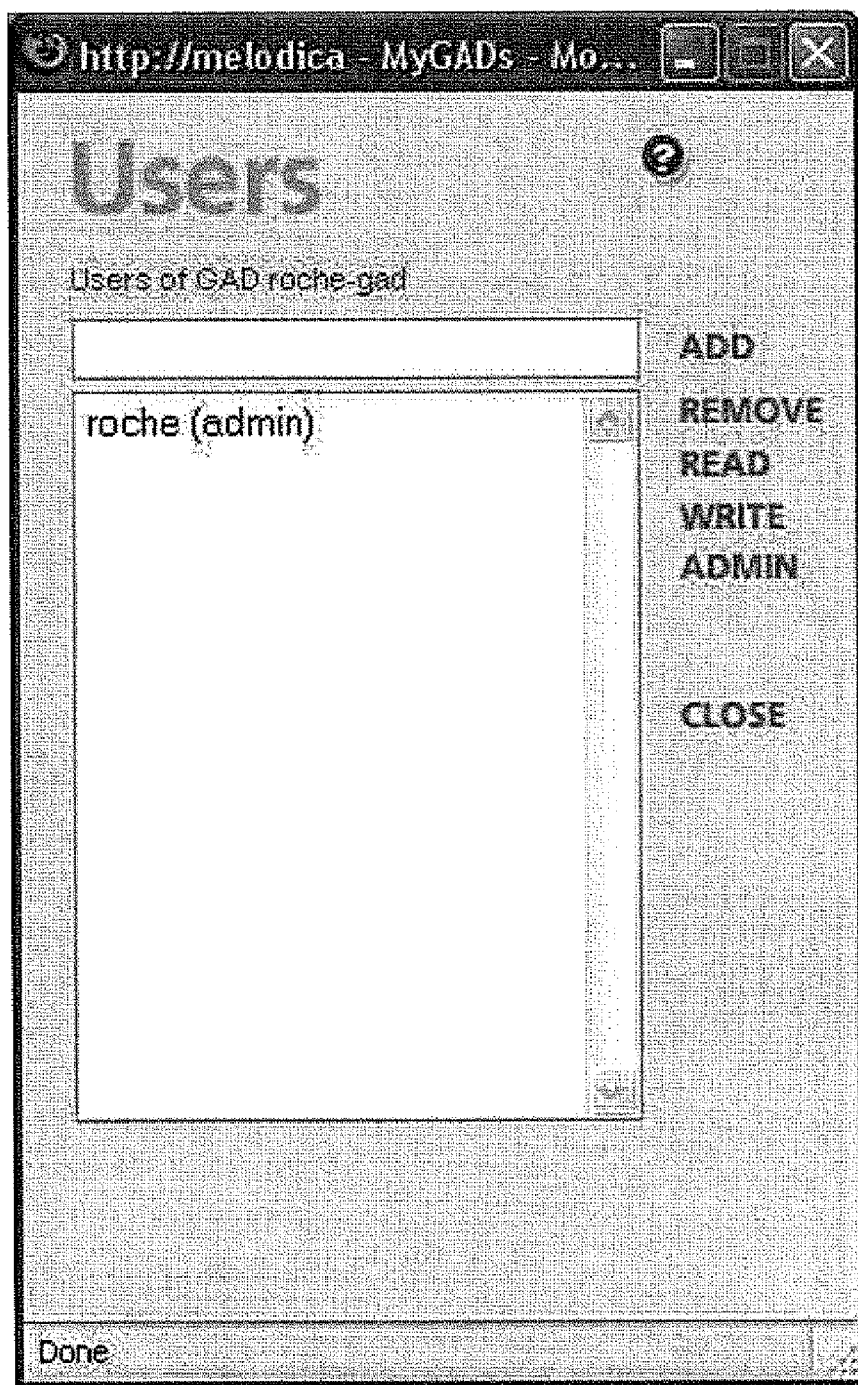 http://melodica - MyGADs - Mo...
Users
?
Users of GAD roche-gad
ADD
roche (admin)
REMOVE
READ
WRITE
ADMIN
CLOSE
Done